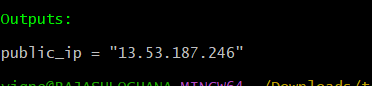 Outputs:
public_ip = "13.53.187.246"